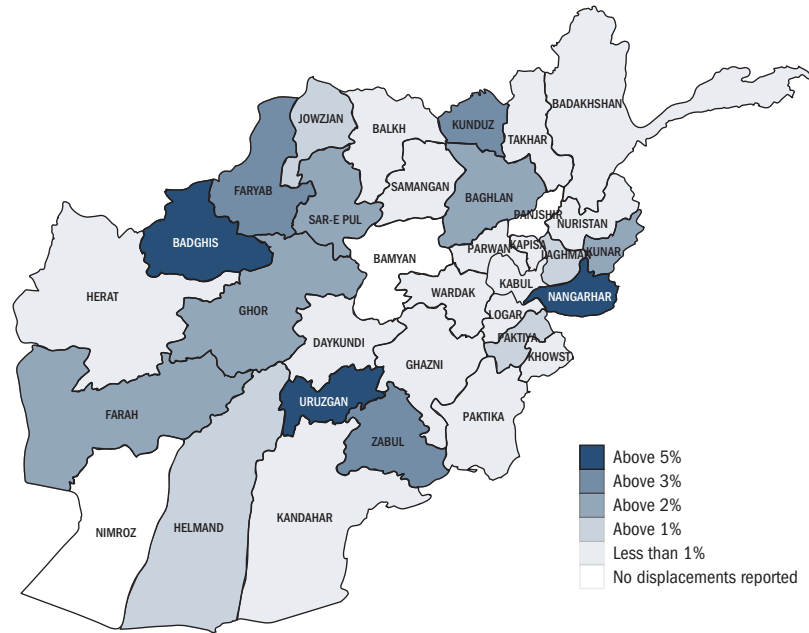 BADAKHSHAN
JOWZJAN
BALKH
KUNDUZ
TAKHAR
FARYAB
SAMANGAN
BAGHLAN
SAR-E PUL
PANJSHIR
NURISTAN
BADGHIS
BAMYAN
PARWAN
KAPISA
LAGHMAN
KUNAR
HERAT
GHOR
WARDAK
KABUL
NANGARHAR
LOGAR
DAYKUNDI
GHAZNI
PAKTIYA
KHOWST
URUZGAN
FARAH
ZABUL
PAKTIKA
NIMROZ
HELMAND
KANDAHAR
Above 5%
Above 3%
Above 2%
Above 1%
Less than 1%
No displacements reported